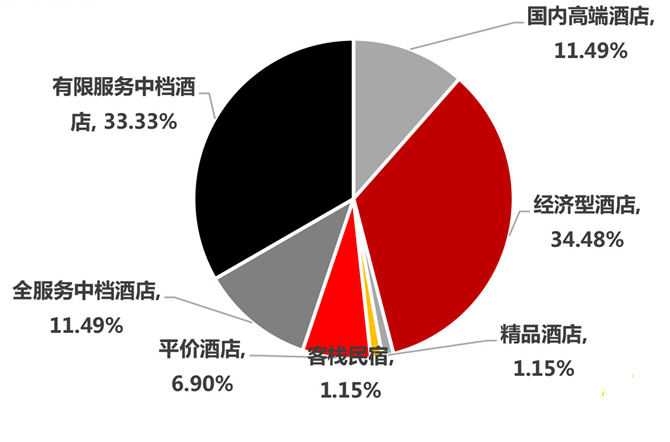 国内高端酒店,
11.49%
有限服务中档酒
店, 33.33%
经济型酒店,
34.48%
全服务中档酒店,
11.49%
精品酒店,
1.15%
平价酒店,
6.90%
客栈民宿,
1.15%